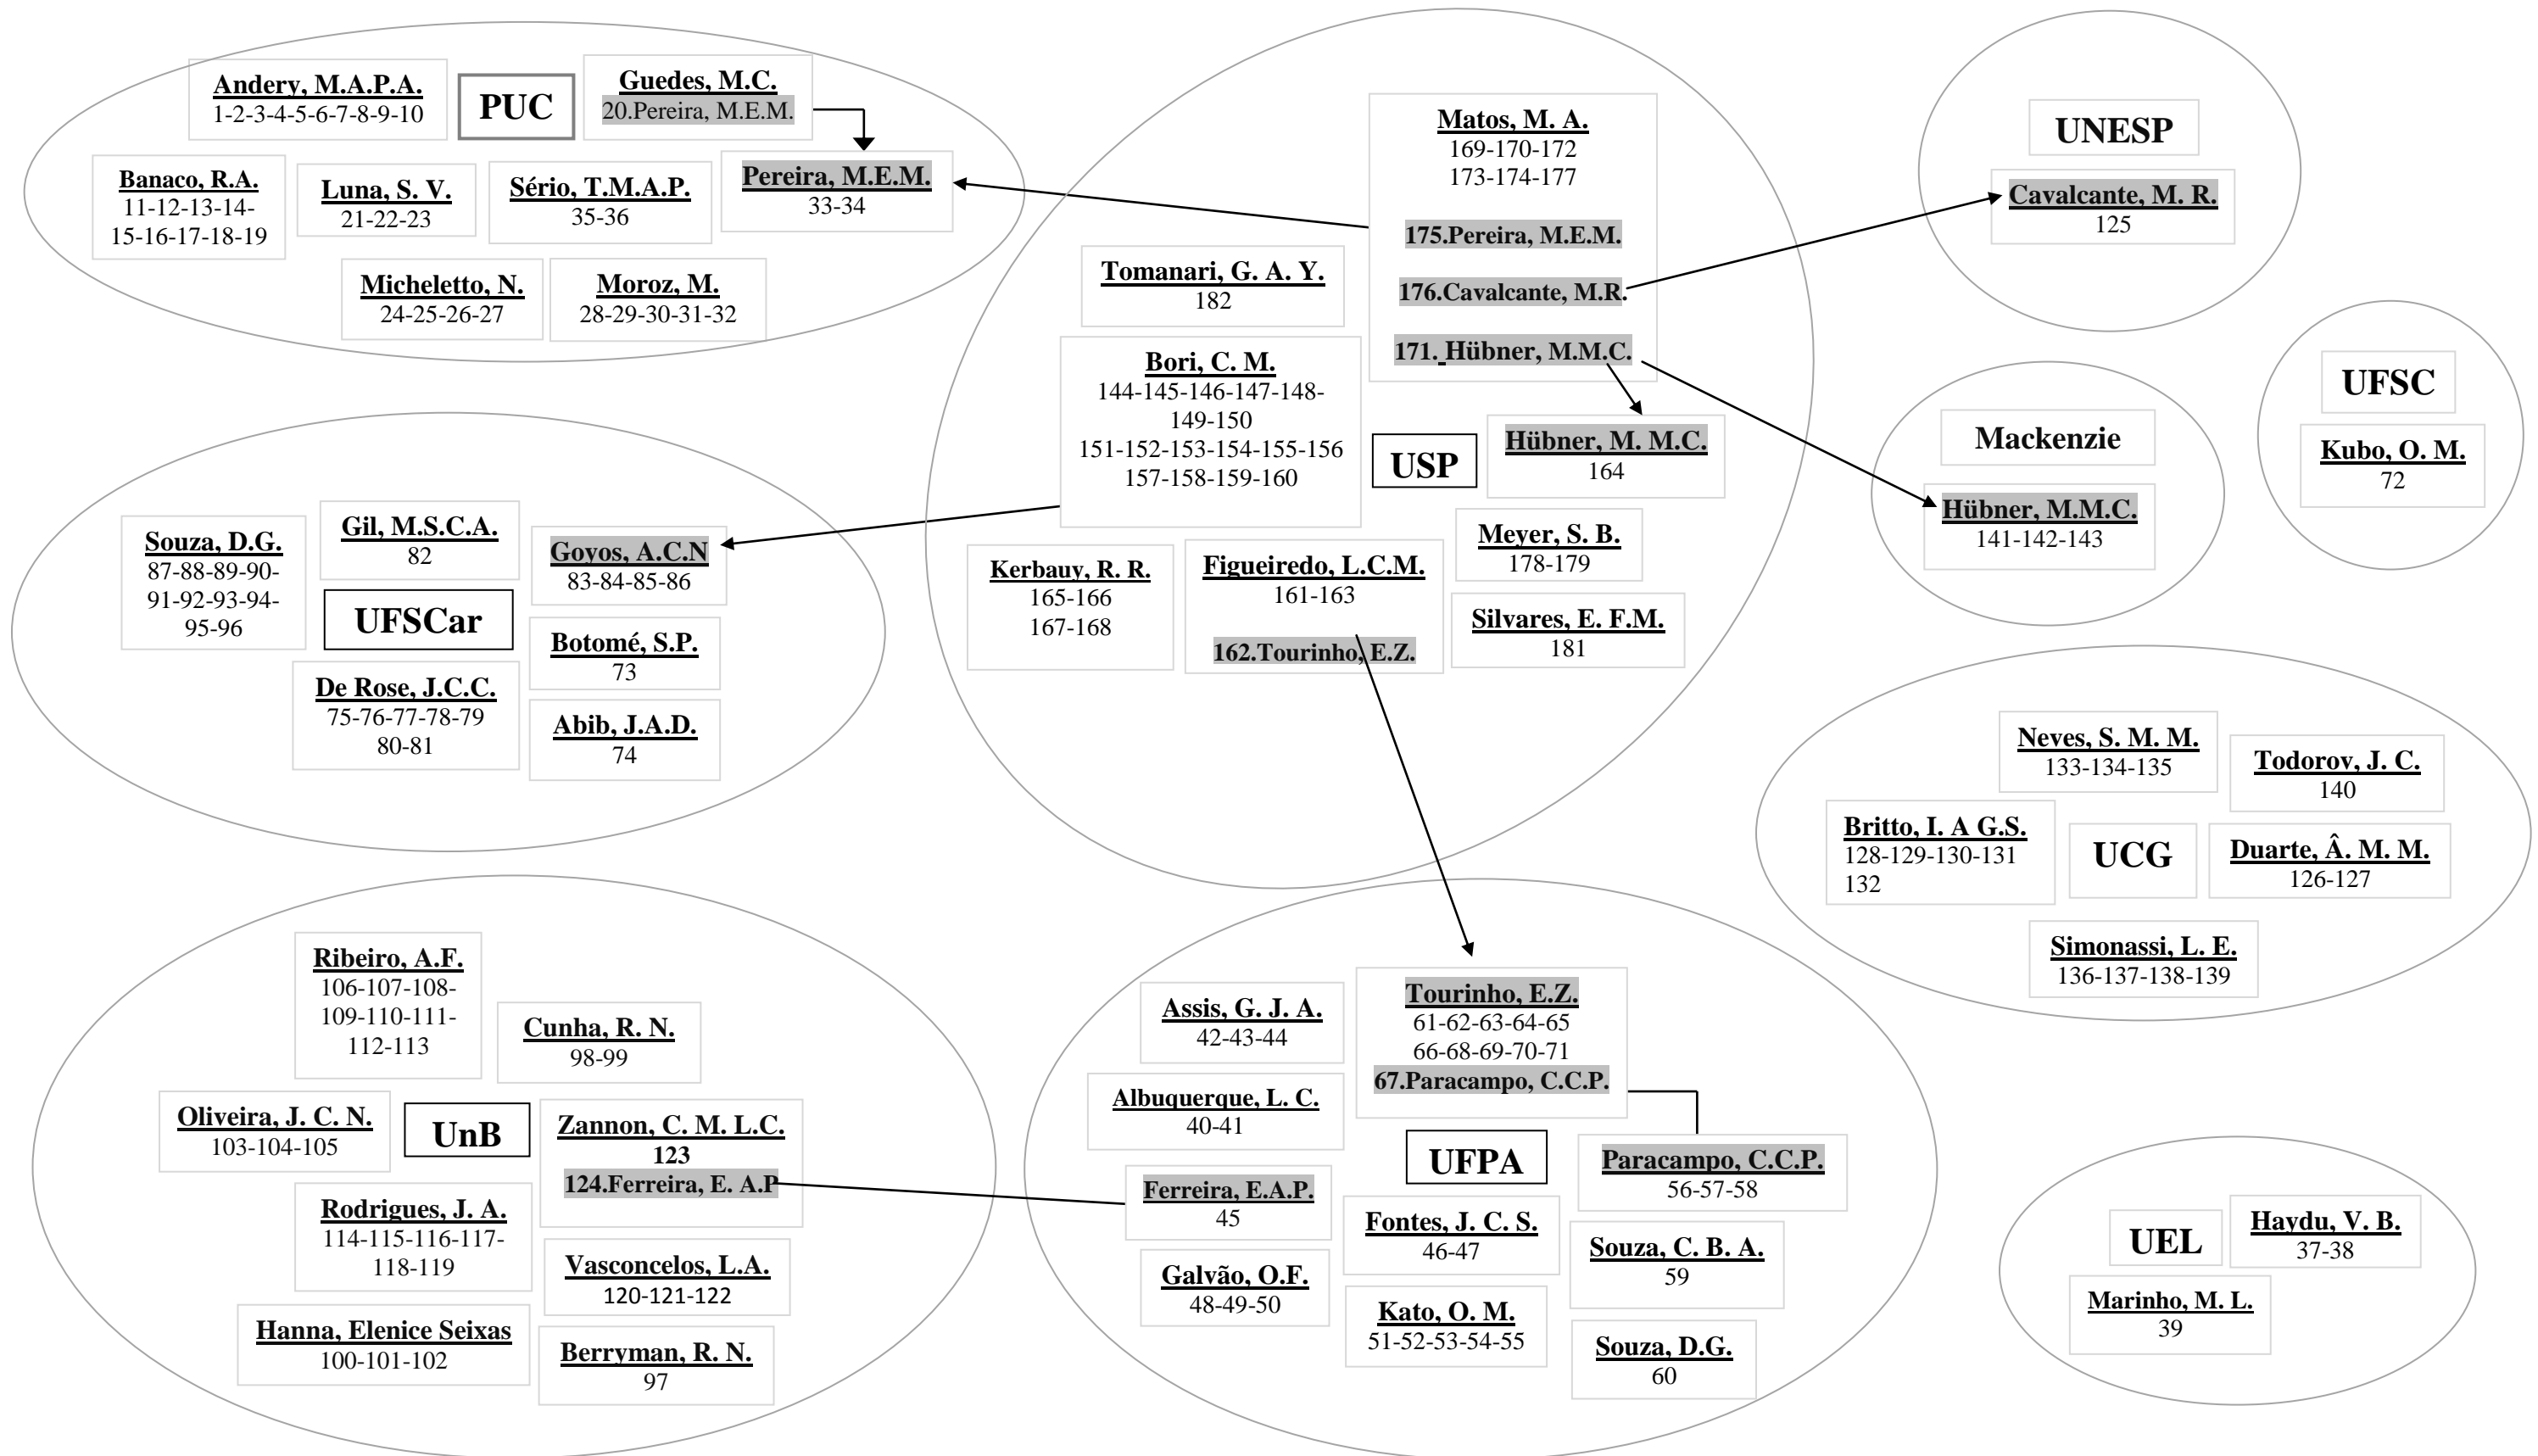 Andery, M.A.P.A.
1-2-3-4-5-6-7-8-9-10
PUC
Guedes, M.C.
20.Pereira, M.E.M.
Banaco, R.A.
11-12-13-14-
15-16-17-18-19
Luna, S. V.
21-22-23
Sério, T.M.A.P.
35-36
Pereira, M.E.M.
33-34
Micheletto, N.
24-25-26-27
Moroz, M.
28-29-30-31-32
Matos, M. A.
169-170-172
173-174-177
175.Pereira, M.E.M.
176.Cavalcante, M.R.
171. Hübner, M.M.C.
Tomanari, G. A. Y.
182
Bori, C. M.
144-145-146-147-148-
149-150
151-152-153-154-155-156
157-158-159-160
USP
Hübner, M. M.C.
164
Meyer, S. B.
178-179
Kerbauy, R. R.
165-166
167-168
Figueiredo, L.C.M.
161-163
162.Tourinho, E.Z.
Silvares, E. F.M.
181
UNESP
Cavalcante, M. R.
125
UFSC
Kubo, O. M.
72
Mackenzie
Hübner, M.M.C.
141-142-143
Souza, D.G.
87-88-89-90-
91-92-93-94-
95-96
Gil, M.S.C.A.
82
Goyos, A.C.N
83-84-85-86
UFSCar
Botomé, S.P.
73
De Rose, J.C.C.
75-76-77-78-79
80-81
Abib, J.A.D.
74
Neves, S. M. M.
133-134-135
Todorov, J. C.
140
Britto, I. A G.S.
128-129-130-131
132
UCG
Duarte, Â. M. M.
126-127
Simonassi, L. E.
136-137-138-139
Ribeiro, A.F.
106-107-108-
109-110-111-
112-113
Cunha, R. N.
98-99
Oliveira, J. C. N.
103-104-105
UnB
Zannon, C. M. L.C.
123
124.Ferreira, E. A.P
Rodrigues, J. A.
114-115-116-117-
118-119
Vasconcelos, L.A.
120-121-122
Hanna, Elenice Seixas
100-101-102
Berryman, R. N.
97
Assis, G. J. A.
42-43-44
Tourinho, E.Z.
61-62-63-64-65
66-68-69-70-71
67.Paracampo, C.C.P.
Albuquerque, L. C.
40-41
UFPA
Paracampo, C.C.P.
56-57-58
Ferreira, E.A.P.
45
Fontes, J. C. S.
46-47
Souza, C. B. A.
59
Galvão, O.F.
48-49-50
Kato, O. M.
51-52-53-54-55
Souza, D.G.
60
UEL
Haydu, V. B.
37-38
Marinho, M. L.
39